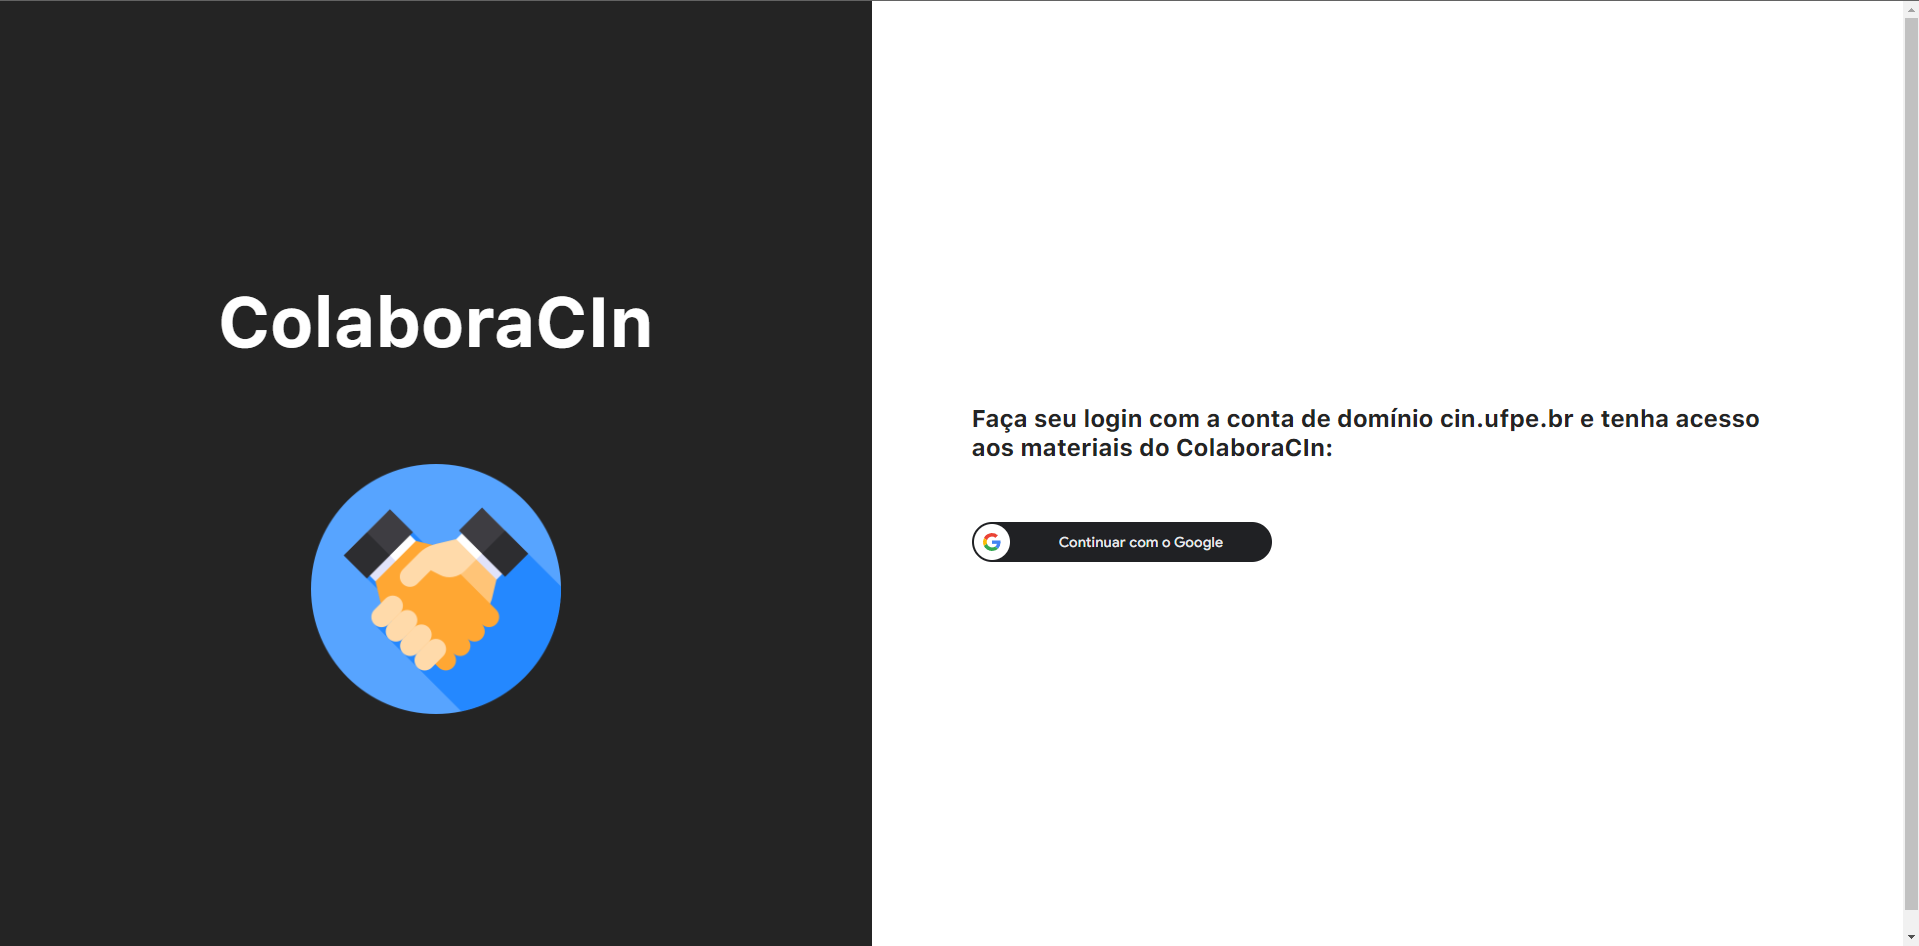 ColaboraCIn
Faça seu login com a conta de domínio cin.ufpe.br e tenha acesso
aos materiais do ColaboraCIn:
Continuar com o Google